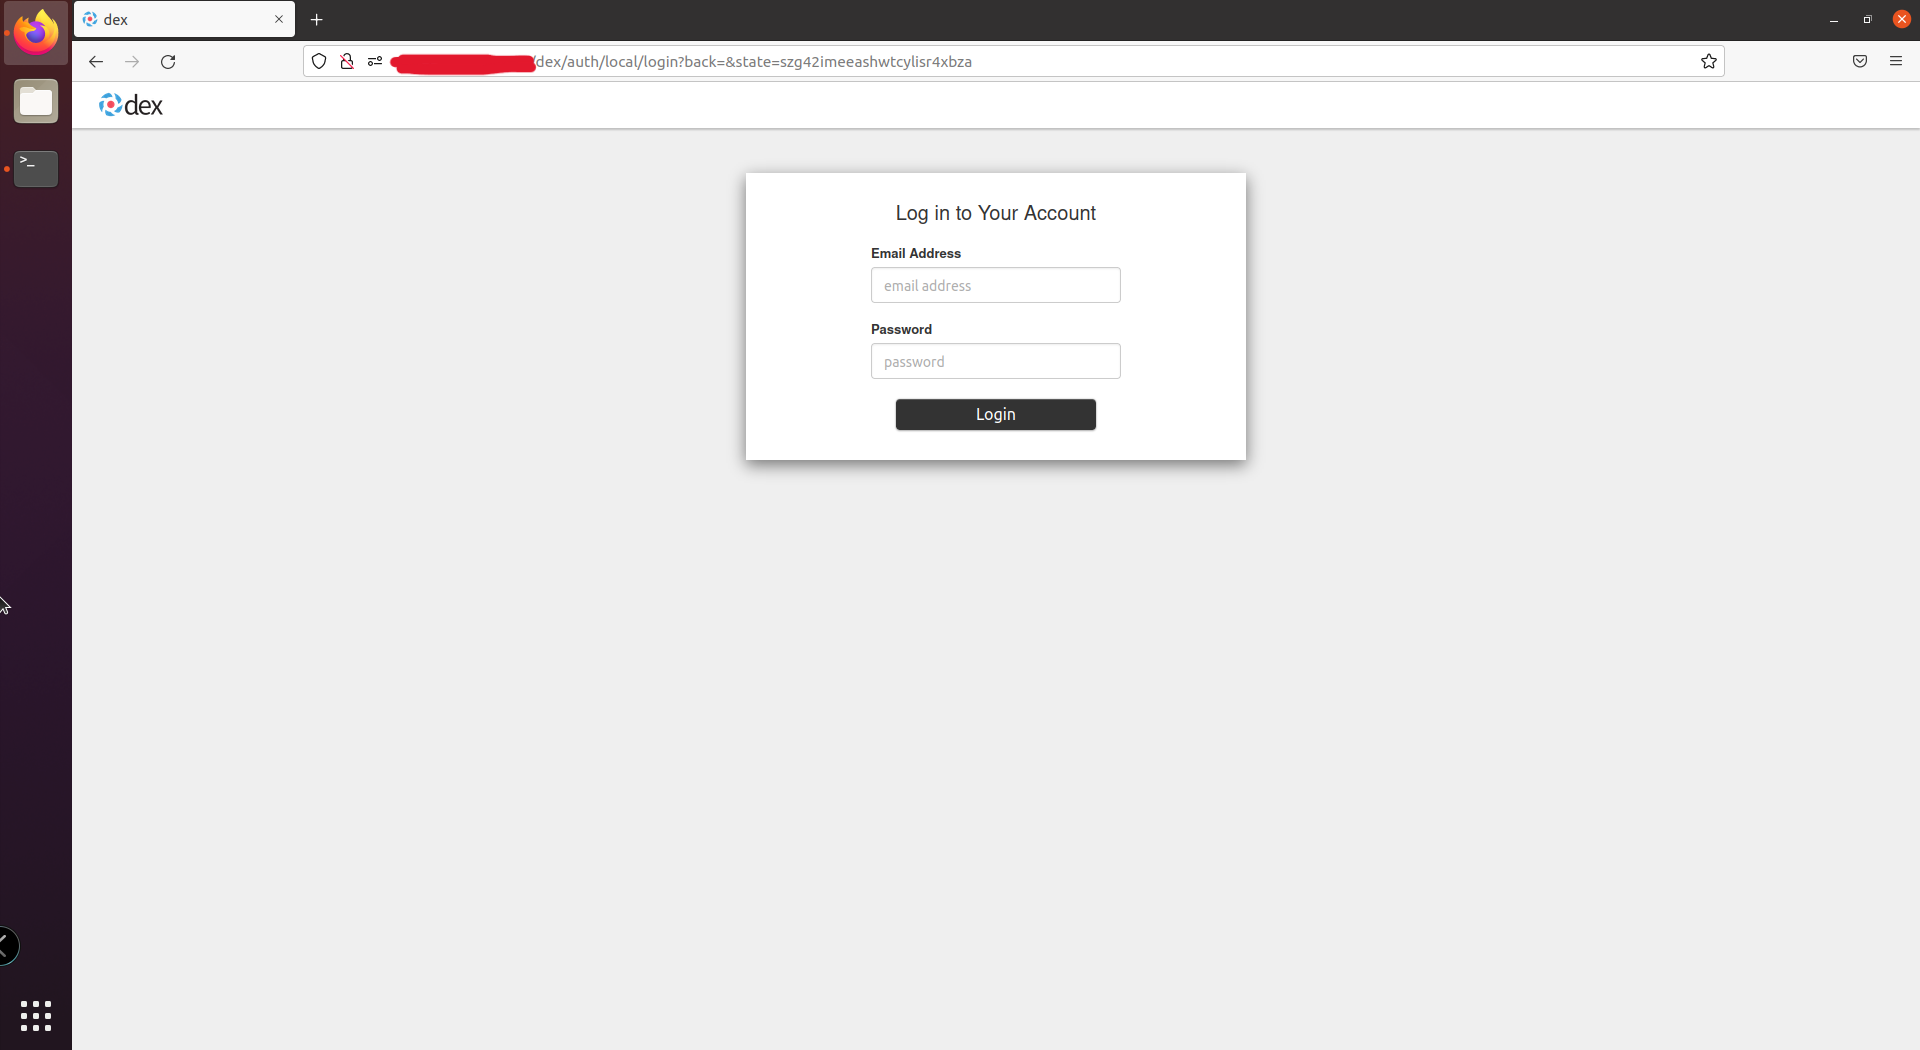 dex
/dex/auth/local/login?back=&state=szg42imeeashwtcylisr4xbza
dex
Log in to Your Account
Email Address
email address
Password
password
Login